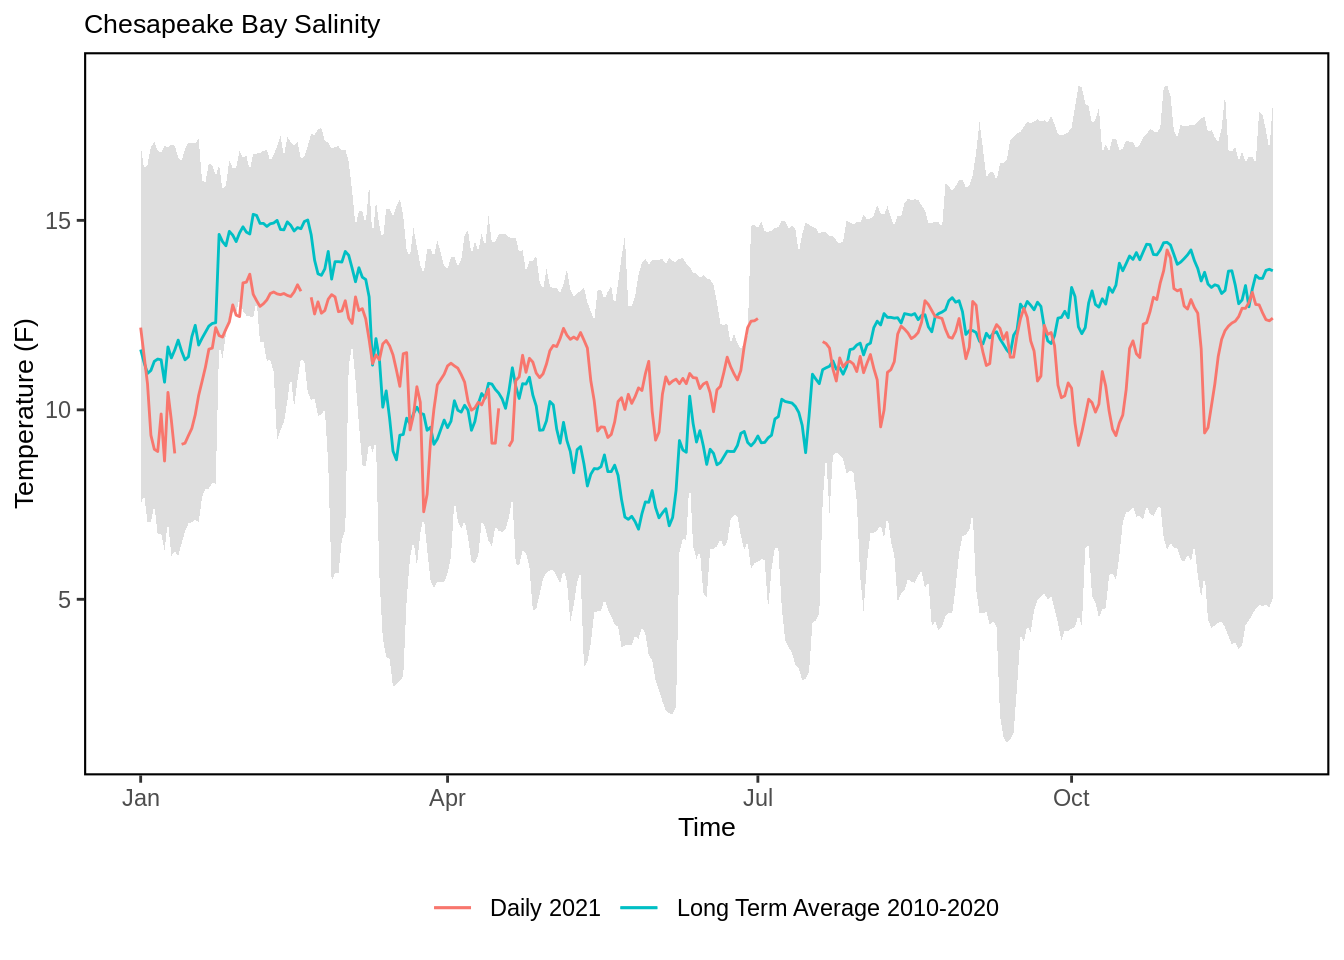 Chesapeake Bay Salinity
Temperature (F)
15
10
5
Jan
Apr
Jul
Oct
Time
Daily 2021
Long Term Average 2010-2020